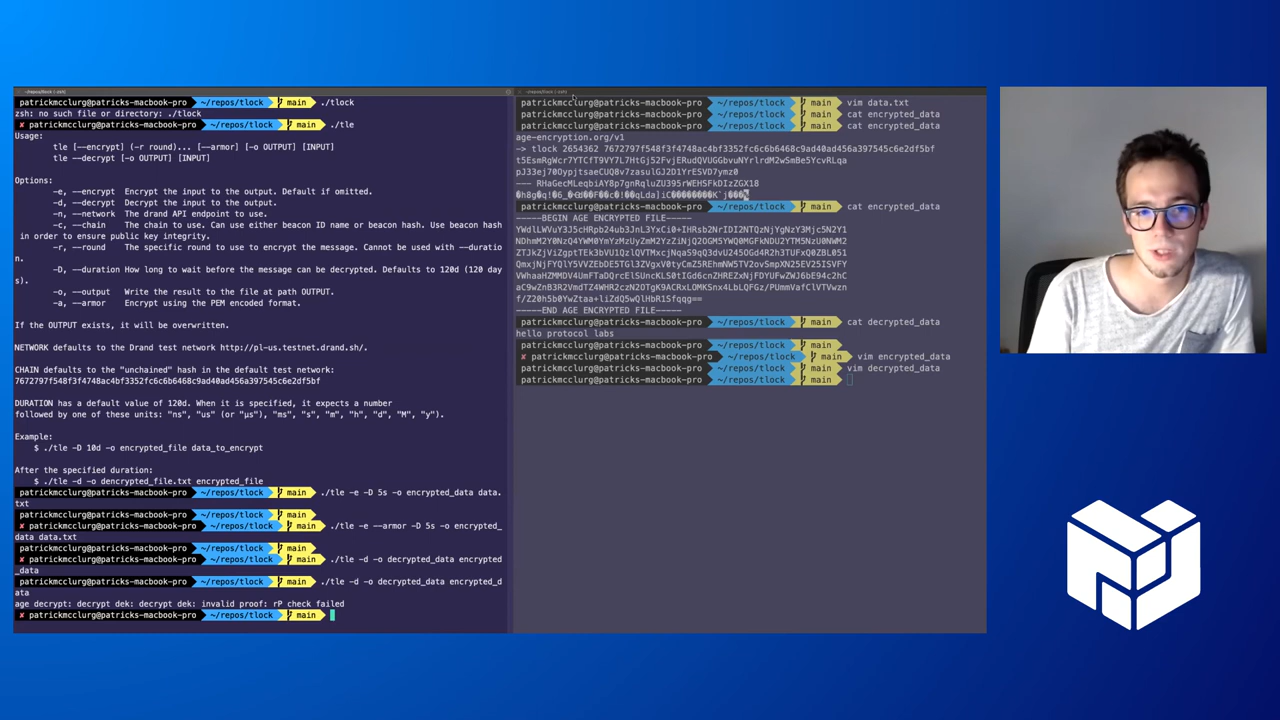 ~/repos/tlock (-zsh)
patrickmcclurg@patricks-macbook-pro ~/repos/tlock main ./tlock
zsh: no such file or directory: ./tlock
✘ patrickmcclurg@patricks-macbook-pro ~/repos/tlock main ./tle
Usage:
tle [--encrypt] (-r round)... [--armor] [-o OUTPUT] [INPUT]
tle --decrypt [-o OUTPUT] [INPUT]
Options:
-e, --encrypt Encrypt the input to the output. Default if omitted.
-d, --decrypt Decrypt the input to the output.
-n, --network The drand API endpoint to use.
-c, --chain The chain to use. Can use either beacon ID name or beacon hash. Use beacon hash
in order to ensure public key integrity.
-r, --round The specific round to use to encrypt the message. Cannot be used with --duratio
n.
-D, --duration How long to wait before the message can be decrypted. Defaults to 120d (120 day
s).
-o, --output Write the result to the file at path OUTPUT.
-a, --armor Encrypt using the PEM encoded format.
If the OUTPUT exists, it will be overwritten.
NETWORK defaults to the Drand test network http://pl-us.testnet.drand.sh/.
CHAIN defaults to the "unchained" hash in the default test network:
7672797f548f3f4748ac4bf3352fc6c6b6468c9ad40ad456a397545c6e2df5bf
DURATION has a default value of 120d. When it is specified, it expects a number
followed by one of these units: "ns", "us" (or "µs"), "ms", "s", "m", "h", "d", "M", "y").
Example:
$ ./tle -D 10d -o encrypted_file data_to_encrypt
After the specified duration:
$ ./tle -d -o dencrypted_file.txt encrypted_file
patrickmcclurg@patricks-macbook-pro ~/repos/tlock main ./tle -e -D 5s -o encrypted_data data.
txt
patrickmcclurg@patricks-macbook-pro ~/repos/tlock main
✘ patrickmcclurg@patricks-macbook-pro ~/repos/tlock main ./tle -e --armor -D 5s -o encrypted_
data data.txt
patrickmcclurg@patricks-macbook-pro ~/repos/tlock main
patrickmcclurg@patricks-macbook-pro ~/repos/tlock main ./tle -d -o decrypted_data encrypted
_data
patrickmcclurg@patricks-macbook-pro ~/repos/tlock main ./tle -d -o decrypted_data encrypted_d
ata
age decrypt: decrypt dek: decrypt dek: invalid proof: rP check failed
✘ patrickmcclurg@patricks-macbook-pro ~/repos/tlock main
~/repos/tlock (-zsh)
patrickmcclurg@patricks-macbook-pro ~/repos/tlock main vim data.txt
patrickmcclurg@patricks-macbook-pro ~/repos/tlock main cat encrypted_data
patrickmcclurg@patricks-macbook-pro ~/repos/tlock main cat encrypted_data
age-encryption.org/v1
-> tlock 2654362 7672797f548f3f4748ac4bf3352fc6c6b6468c9ad40ad456a397545c6e2df5bf
t5EsmRgWcr7YTCfT9VY7L7HtGj52FvjERudQVUGGbvuNYrlrdM2wSmBe5YcvRLqa
pJ33ej70OypjtsaeCUQ8v7zasulGJ2D1YrESVD7ymz0
--- RHaGecMLeqbiAY8p7gnRqluZU395rWEHSFkDIzZGX18
patrickmcclurg@patricks-macbook-pro ~/repos/tlock main cat encrypted_data
-----BEGIN AGE ENCRYPTED FILE-----
-----END AGE ENCRYPTED FILE-----
patrickmcclurg@patricks-macbook-pro ~/repos/tlock main cat decrypted_data
hello protocol labs
patrickmcclurg@patricks-macbook-pro ~/repos/tlock main
✘ patrickmcclurg@patricks-macbook-pro ~/repos/tlock main vim encrypted_data
patrickmcclurg@patricks-macbook-pro ~/repos/tlock main vim decrypted_data
patrickmcclurg@patricks-macbook-pro ~/repos/tlock main